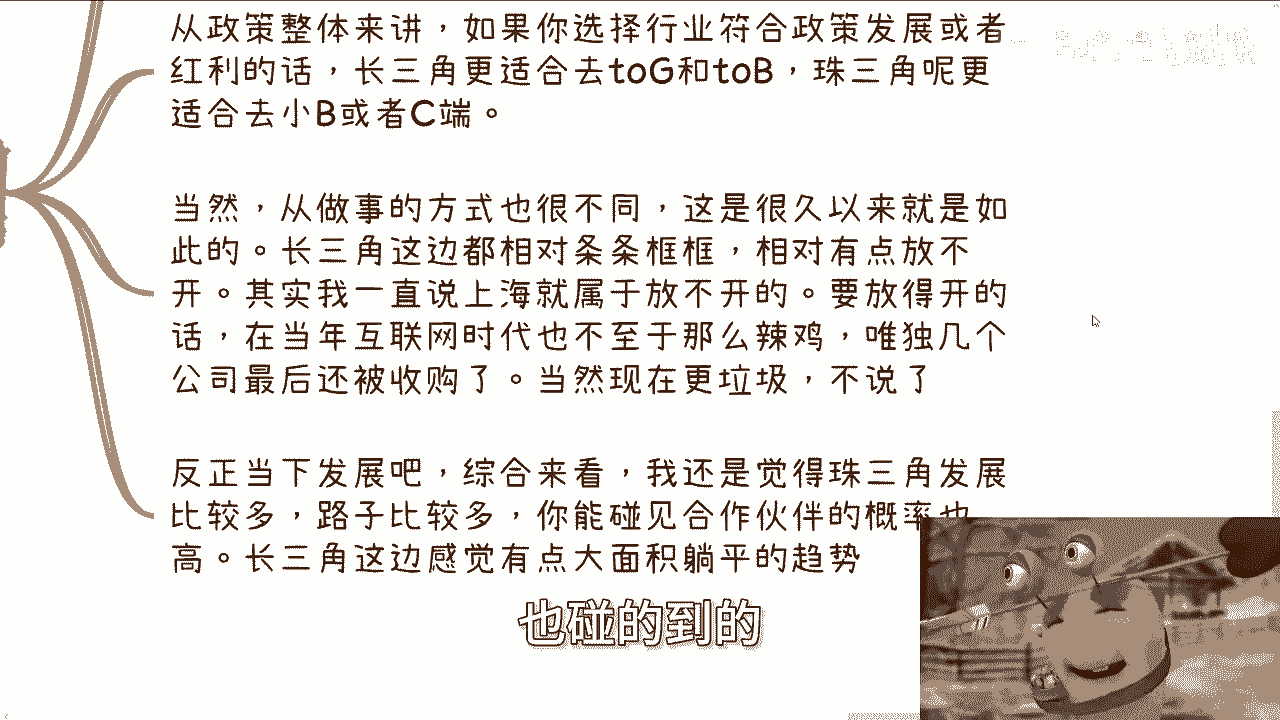 从政策整体来讲，如果你选择行业符合政策发展或者
红利的话，长三角更适合去toG和toB，珠三角呢更
适合去小B或者C端。
当然，从做事的方式也很不同，这是很久以来就是如
此的。长三角这边都相对条条框框，相对有点放不
开。其实我一直说上海就属于放不开的。要放得开的
话，在当年互联网时代也不至于那么辣鸡，唯独几个
公司最后还被收购了。当然现在更垃圾，不说了
反正当下发展吧，综合来看，我还是觉得珠三角发展
比较多，路子比较多，你能碰见合作伙伴的概率也
高。长三角这边感觉有点大面积躺平的趋势
也碰的到的